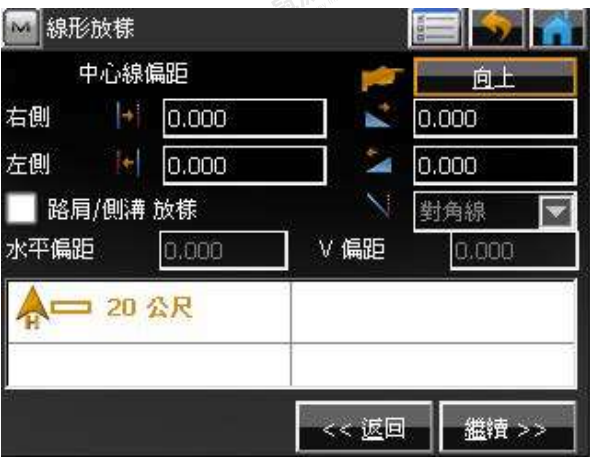 M 線形放樣
中心線偏距 向上
右側 0.000 0.000
左側 0.000 0.000
路肩/側溝 放樣 對角線
水平偏距 0.000 V 偏距 0.000
H 20 公尺
<< 返回 繼續 >>